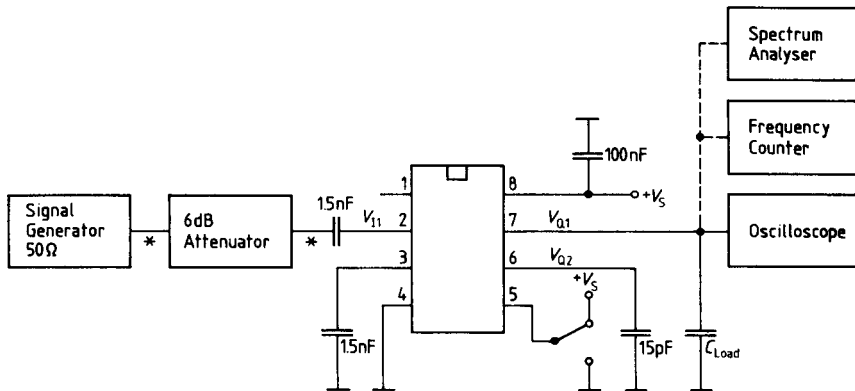 Spectrum
Analyser
Frequency
Counter
100nF
+V_S
1
8
Signal
Generator
50Ω
*
6dB
Attenuator
*
1.5nF
V_I1
2
7
V_Q1
Oscilloscope
3
6
V_Q2
+V_S
4
5
1.5nF
15pF
C_Load